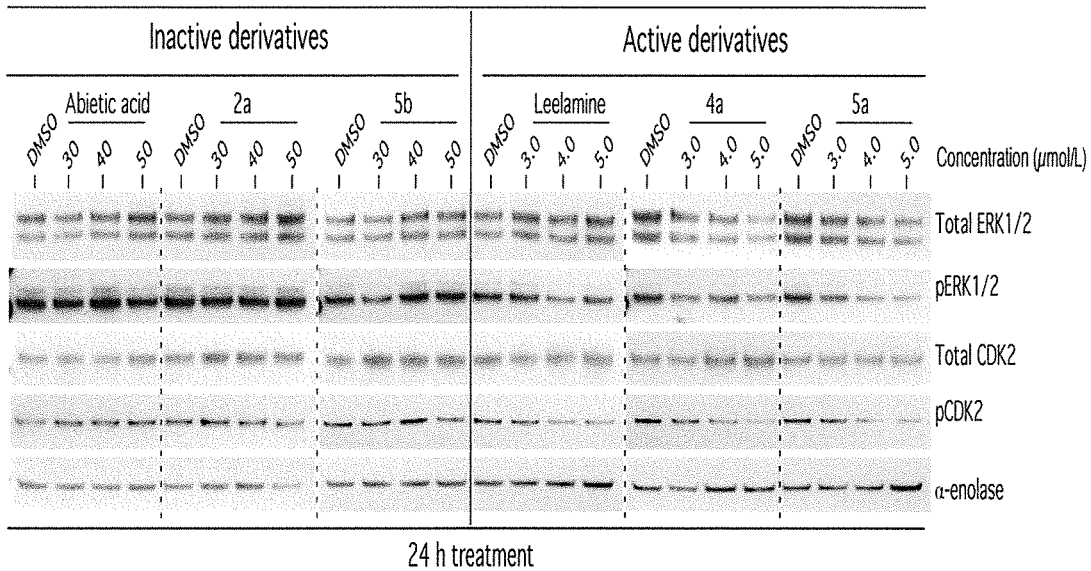 Inactive derivatives Active derivatives
Abietic acid 2a 5b Leelamine 4a 5a
DMSO 30 40 50 DMSO 30 40 50 DMSO 30 40 50 DMSO 3.0 4.0 5.0 DMSO 3.0 4.0 5.0 DMSO 3.0 4.0 5.0 Concentration (µmol/L)
Total ERK1/2
pERK1/2
Total CDK2
pCDK2
α-enolase
24 h treatment